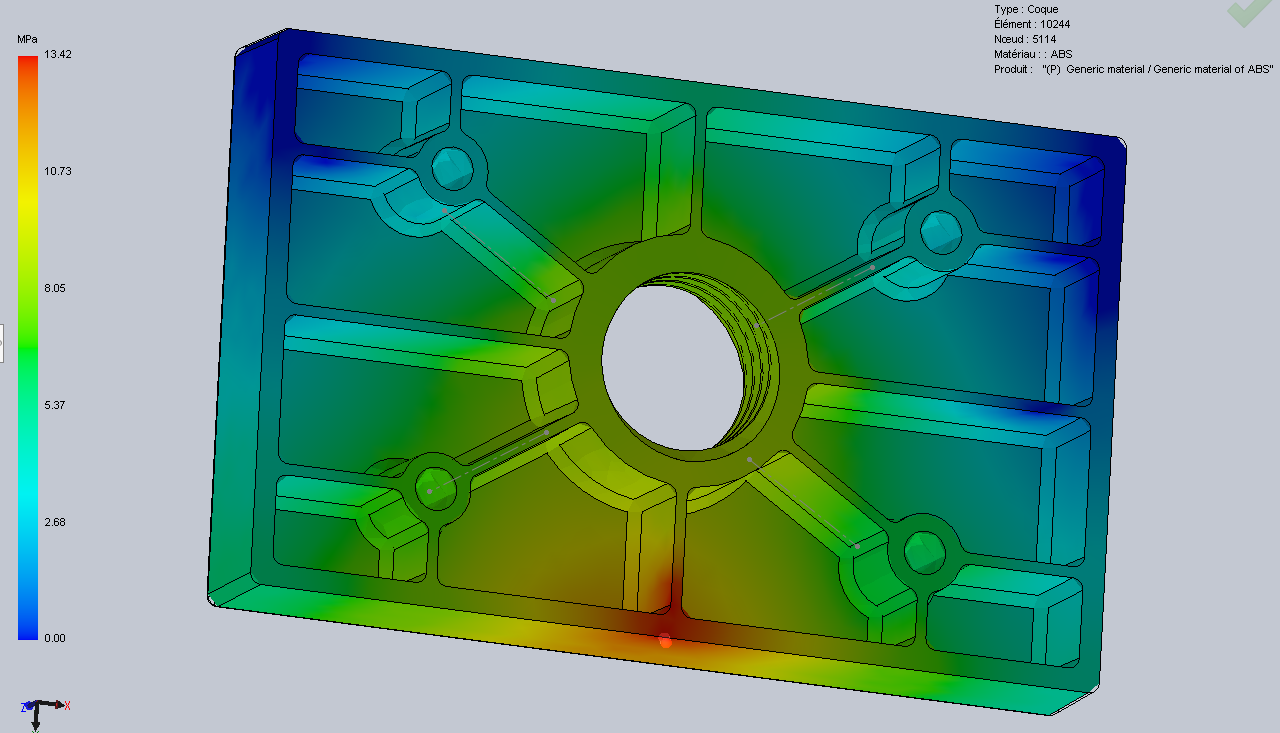 Type : Coque
Élément : 10244
Nœud : 5114
Matériau : : ABS
Produit : "(P) Generic material / Generic material of ABS"
MPa
13.42
10.73
8.05
5.37
2.68
0.00
Z X